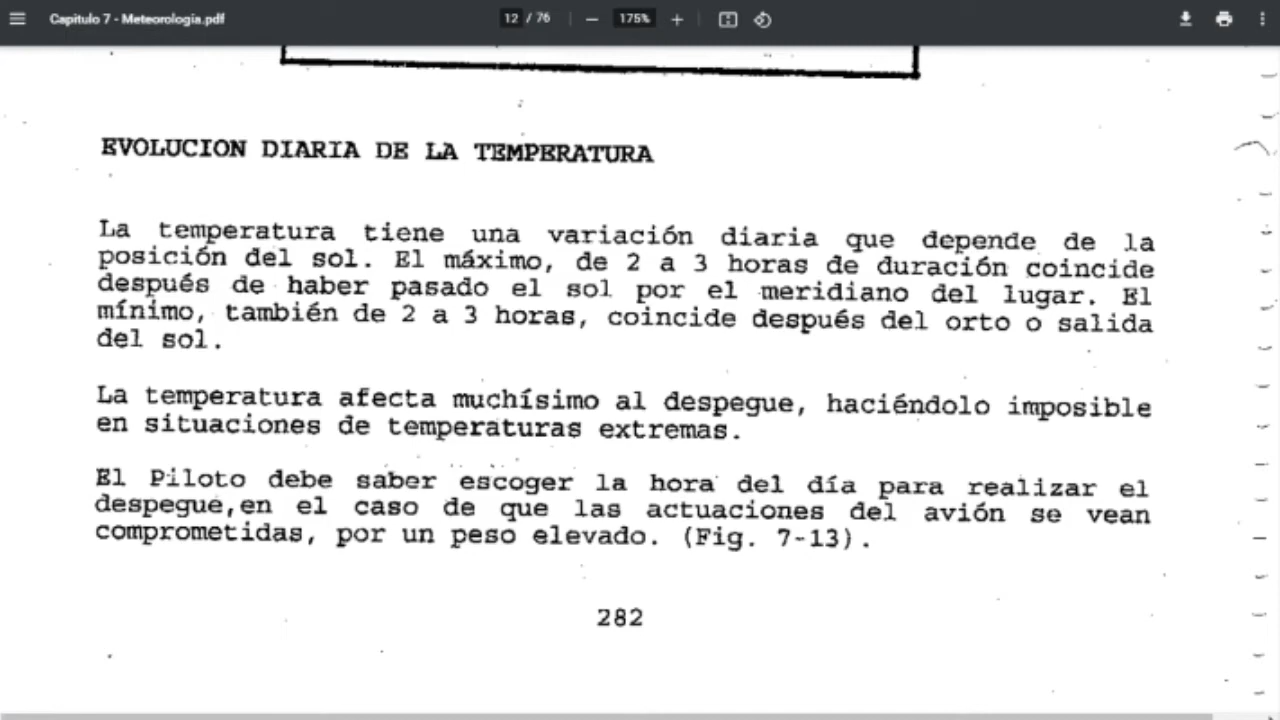 Capitulo 7 - Meteorologia.pdf
12 / 76
175%
EVOLUCION DIARIA DE LA TEMPERATURA
La temperatura tiene una variación diaria que depende de la
posición del sol. El máximo, de 2 a 3 horas de duración coincide
después de haber pasado el sol por el meridiano del lugar. El
mínimo, también de 2 a 3 horas, coincide después del orto o salida
del sol.
La temperatura afecta muchísimo al despegue, haciéndolo imposible
en situaciones de temperaturas extremas.
El Piloto debe saber escoger la hora del día para realizar el
despegue,en el caso de que las actuaciones del avión se vean
comprometidas, por un peso elevado. (Fig. 7-13).
282